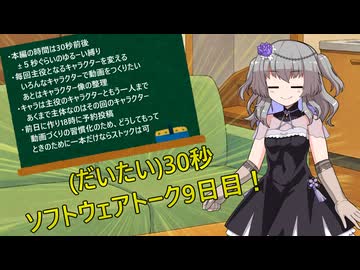 ・本編の時間は30秒前後
±5秒ぐらいのゆるーい縛り
・毎回主役となるキャラクターを変える
いろんなキャラクターで動画をつくりたい
あとはキャラクター像の整理
・キャラは主役のキャラクターともう一人まで
あくまで主体なのはその回のキャラクター
・前日に作り18時に予約投稿
動画づくりの習慣化のため、どうしてもって
ときのために一本だけならストックは可
(だいたい)30秒
ソフトウェアトーク9日目！